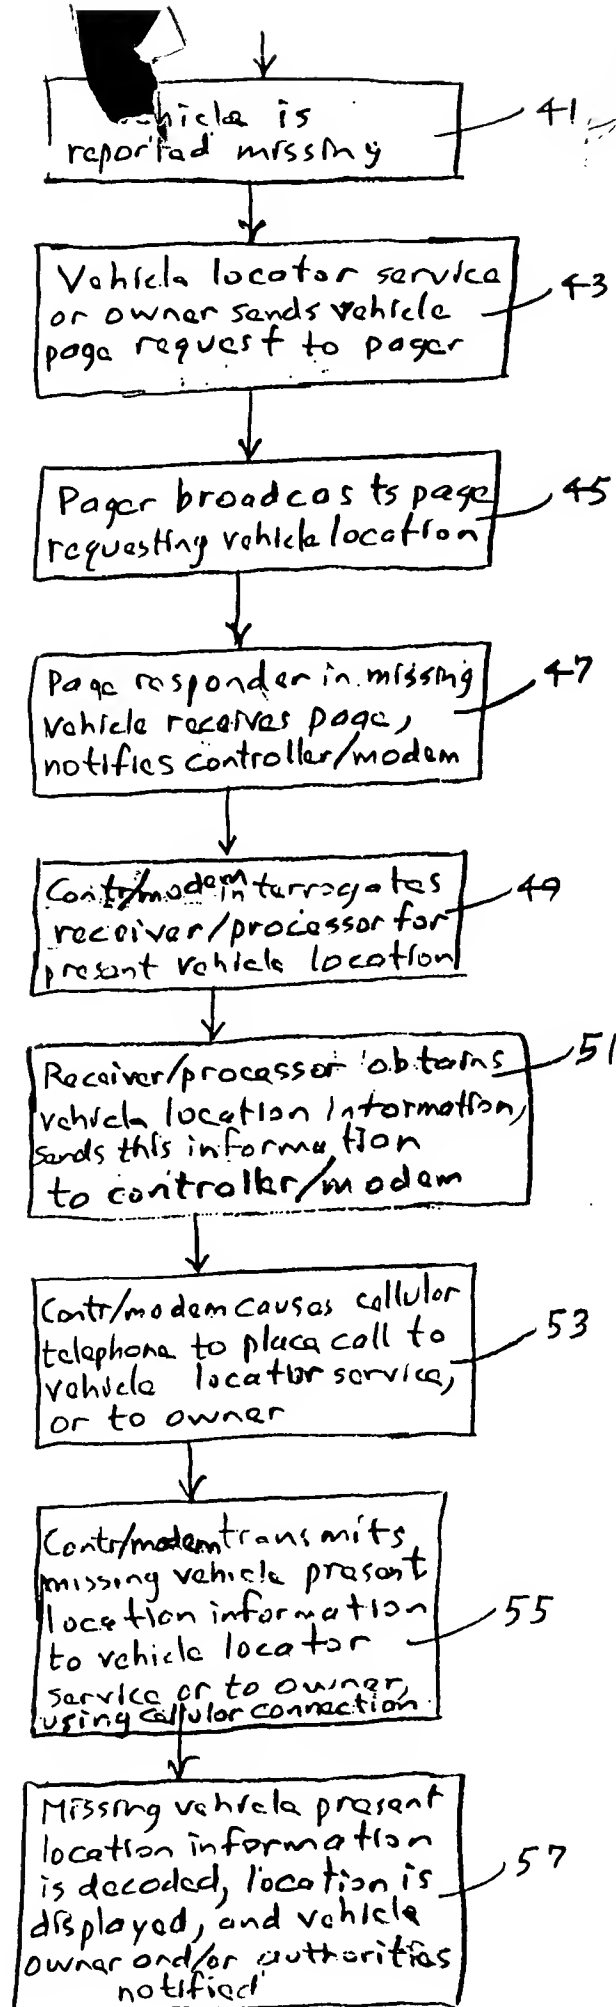 vehicle is
reported missing
41
Vehicle locator service
or owner sends vehicle
page request to pager
43
Pager broadcasts page
requesting vehicle location
45
Page responder in missing
vehicle receives page,
notifies controller/modem
47
Contr/modem interrogates
receiver/processor for
present vehicle location
49
Receiver/processor obtains
vehicle location information,
sends this information
to controller/modem
51
Contr/modem causes cellular
telephone to place call to
vehicle locator service,
or to owner
53
Contr/modem transmits
missing vehicle present
location information
to vehicle locator
service or to owner,
using cellular connection
55
Missing vehicle present
location information
is decoded, location is
displayed, and vehicle
owner and/or authorities
notified
57